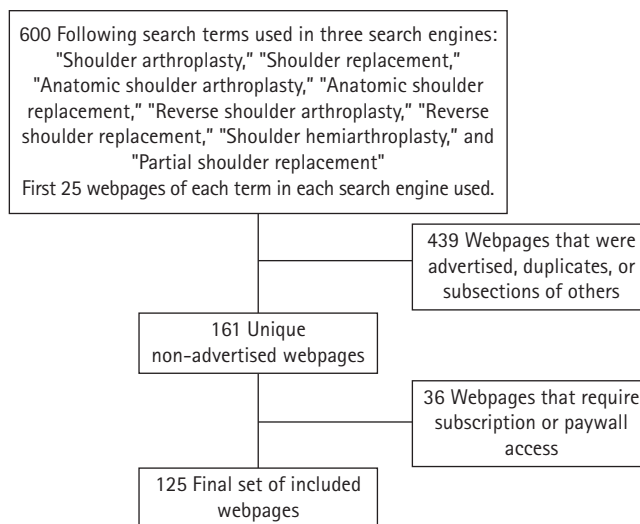 600 Following search terms used in three search engines:
"Shoulder arthroplasty,” “Shoulder replacement,”
"Anatomic shoulder arthroplasty, “Anatomic shoulder
replacement,” “Reverse shoulder arthroplasty,” “Reverse
shoulder replacement,” “Shoulder hemiarthroplasty,” and
"Partial shoulder replacement"
First 25 webpages of each term in each search engine used.
439 Webpages that were
advertised, duplicates, or
subsections of others
161 Unique
non-advertised webpages
36 Webpages that require
subscription or paywall
access
125 Final set of included
webpages